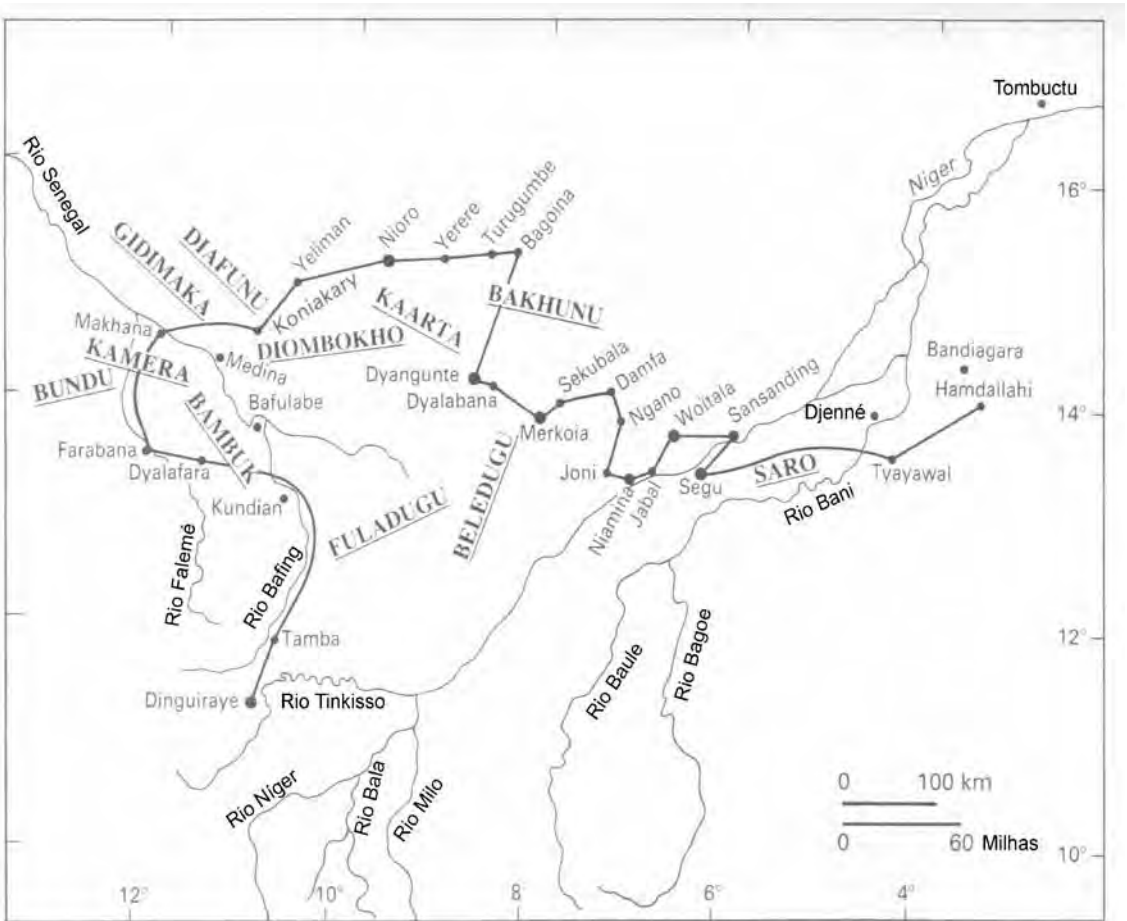 Tombuctu
Rio Senegal
Niger
16°
GIDIMAKA
DIAFUNU
Yeliman
Nioro
Yerere
Turugumbe
Bagoina
Koniakary
KAARTA
BAKHUNU
Makhana
DIOMBOKHO
KAMERA
Medina
BUNDU
BAMBUK
Bafulabe
Dyangunte
Dyalabana
Sekubala
Damfa
Bandiagara
Hamdallahi
Merkoia
Ngano
Woitala
Sansanding
Djenné
14°
Farabana
Dyalafara
Kundian
FULADUGU
BELEDUGU
Joni
Niamina
Jabal
Segu
SARO
Tyayawal
Rio Bani
Rio Falemé
Rio Bafing
Tamba
12°
Dinguiraye
Rio Tinkisso
Rio Baule
Rio Bagoe
Rio Niger
Rio Bala
Rio Milo
0 100 km
0 60 Milhas
10°
12° 10° 8° 6° 4°